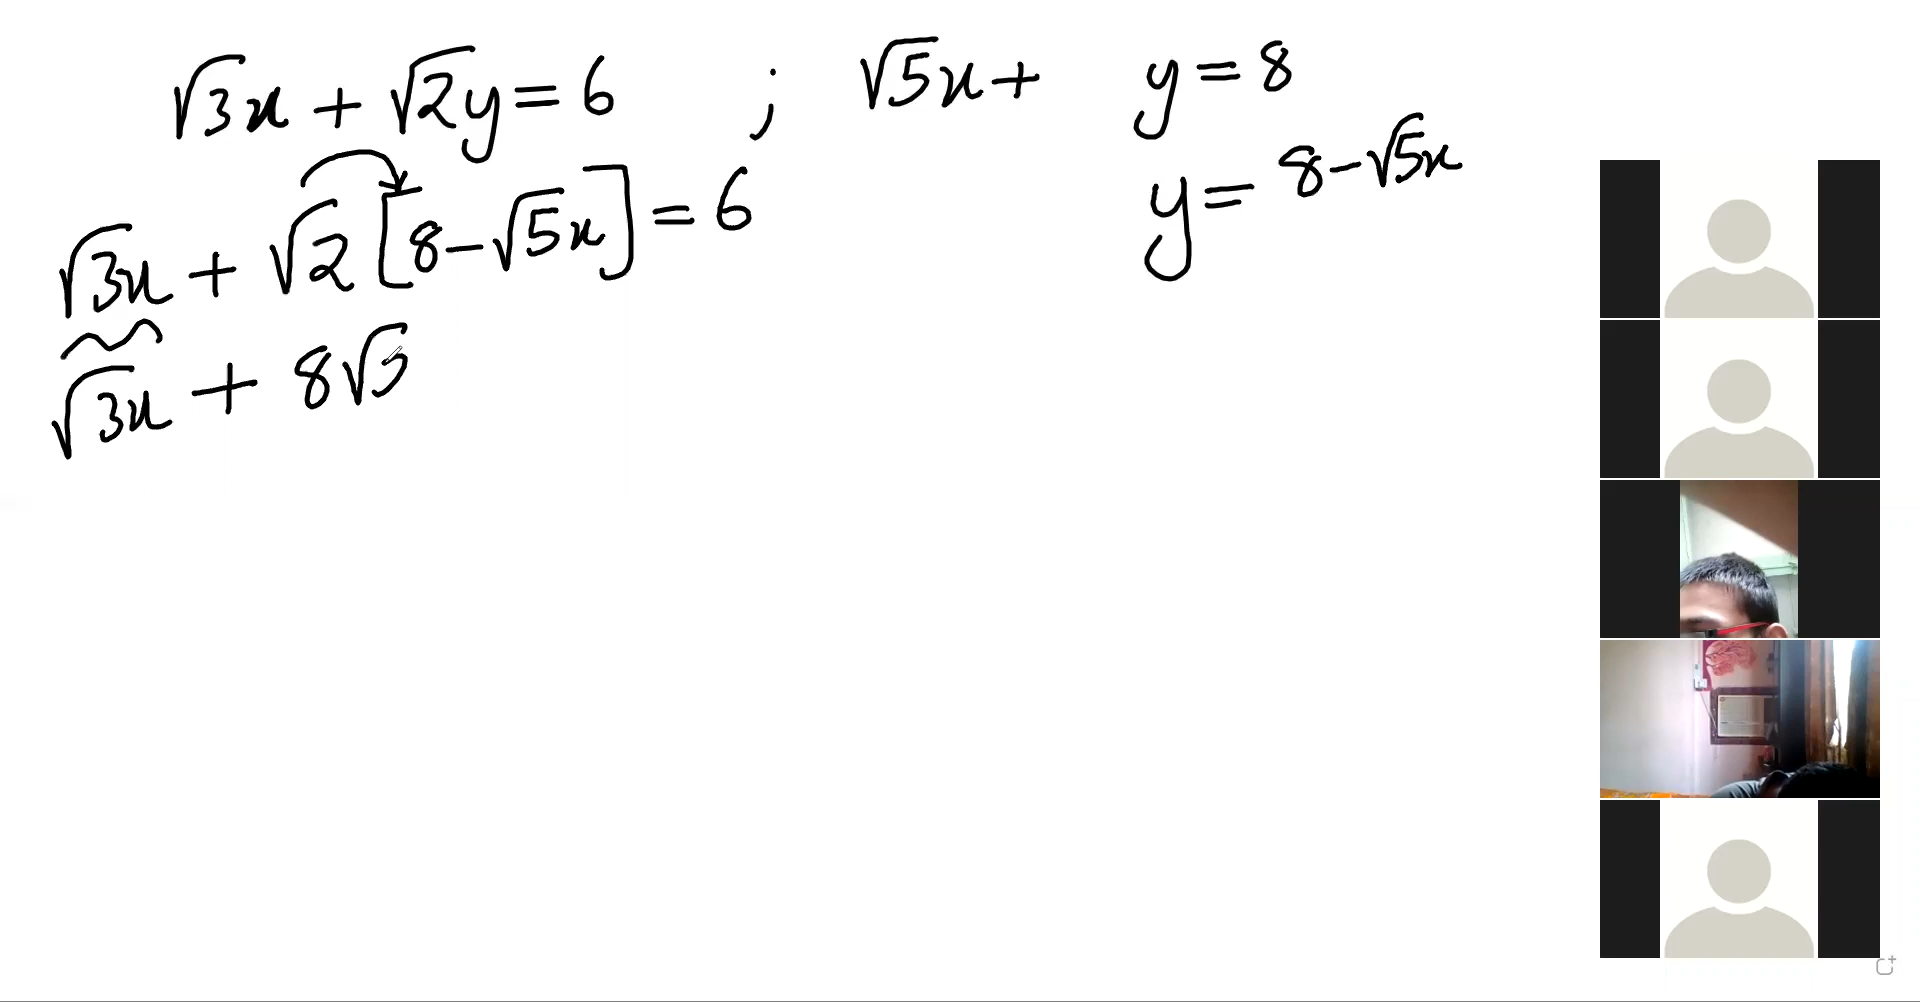 √3x + √2y = 6 ; √5x + y = 8
y = 8 - √5x
√3x + √2 [8 - √5x] = 6
√3x + 8√